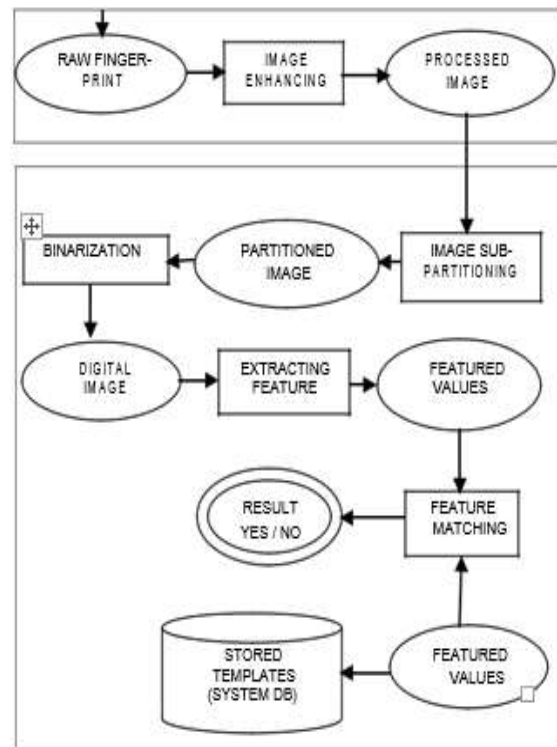 RAW FINGER-
PRINT
IMAGE
ENHANCING
PROCESSED
IMAGE
BINARIZATION
PARTITIONED
IMAGE
IMAGE SUB-
PARTITIONING
DIGITAL
IMAGE
EXTRACTING
FEATURE
FEATURED
VALUES
RESULT
YES / NO
FEATURE
MATCHING
STORED
TEMPLATES
(SYSTEM DB)
FEATURED
VALUES